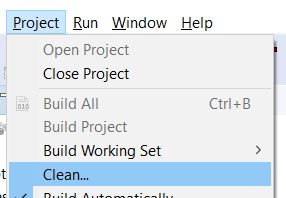 Project Run Window Help
Open Project
Close Project
Build All Ctrl+B
Build Project
Build Working Set
Clean...
Build Automatically